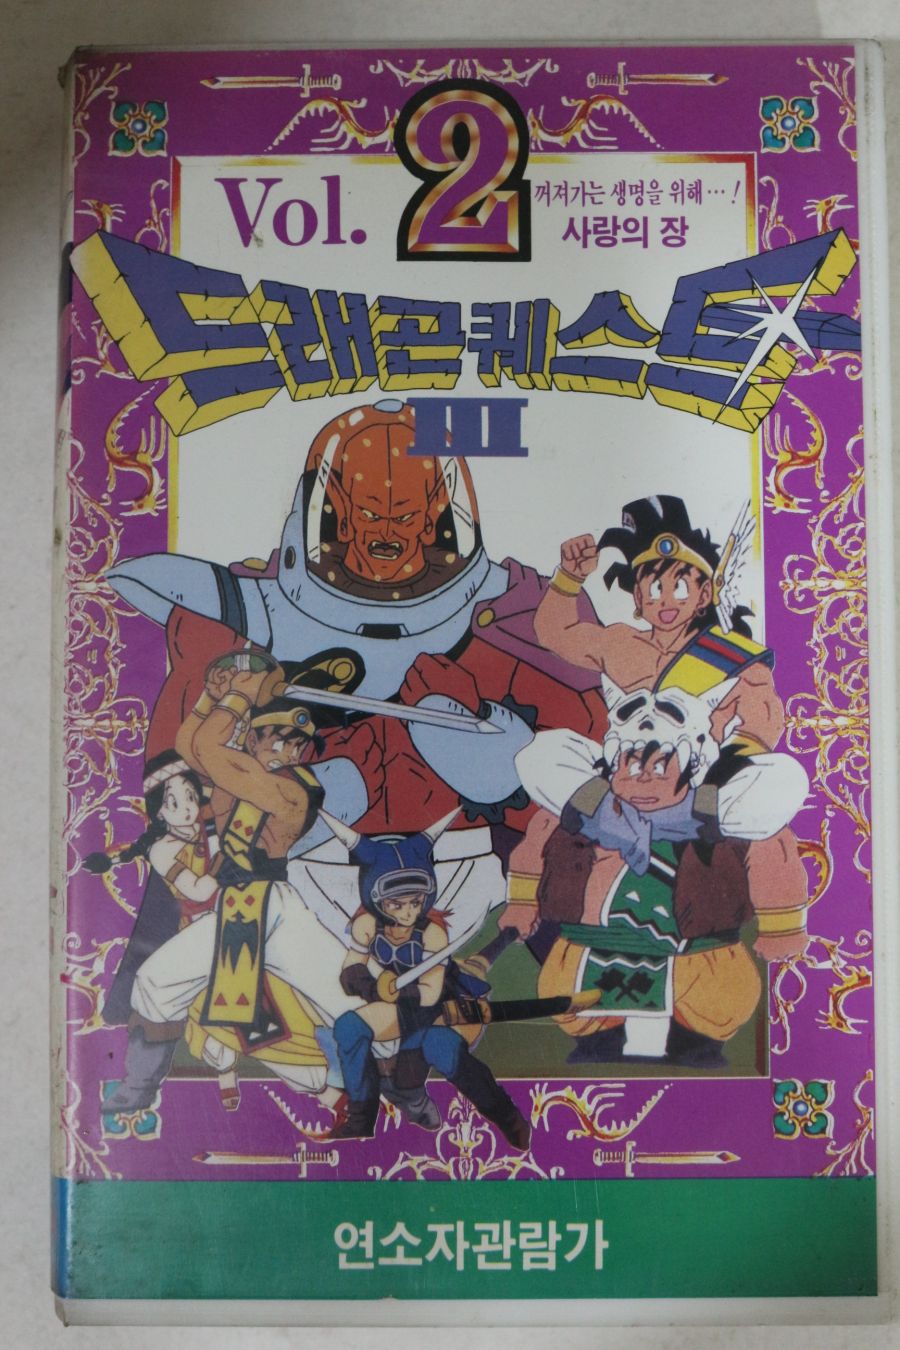 Vol. 2
꺼져가는 생명을 위해…!
사랑의 장
드래곤퀘스트
III
연소자관람가